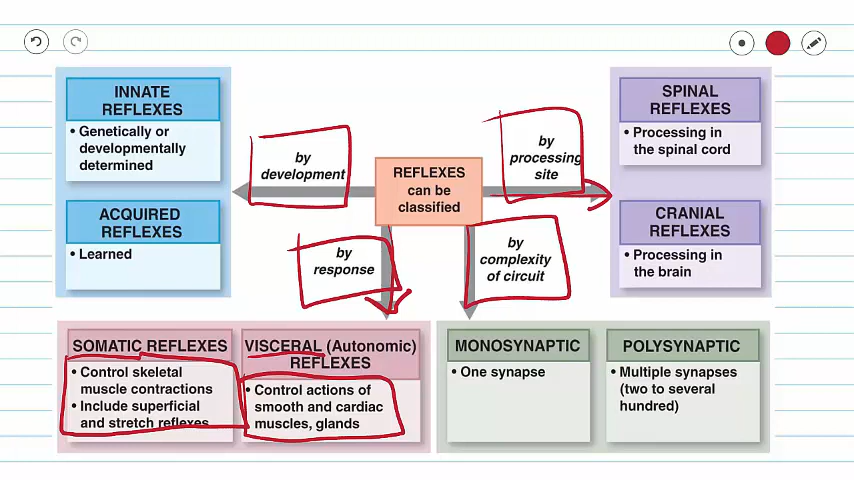 INNATE
REFLEXES
• Genetically or
developmentally
determined
ACQUIRED
REFLEXES
• Learned
by
development
REFLEXES
can be
classified
by
processing
site
SPINAL
REFLEXES
• Processing in
the spinal cord
CRANIAL
REFLEXES
• Processing in
the brain
by
response
by
complexity
of circuit
SOMATIC REFLEXES
• Control skeletal
muscle contractions
• Include superficial
and stretch reflexes
VISCERAL (Autonomic)
REFLEXES
• Control actions of
smooth and cardiac
muscles, glands
MONOSYNAPTIC
• One synapse
POLYSYNAPTIC
• Multiple synapses
(two to several
hundred)